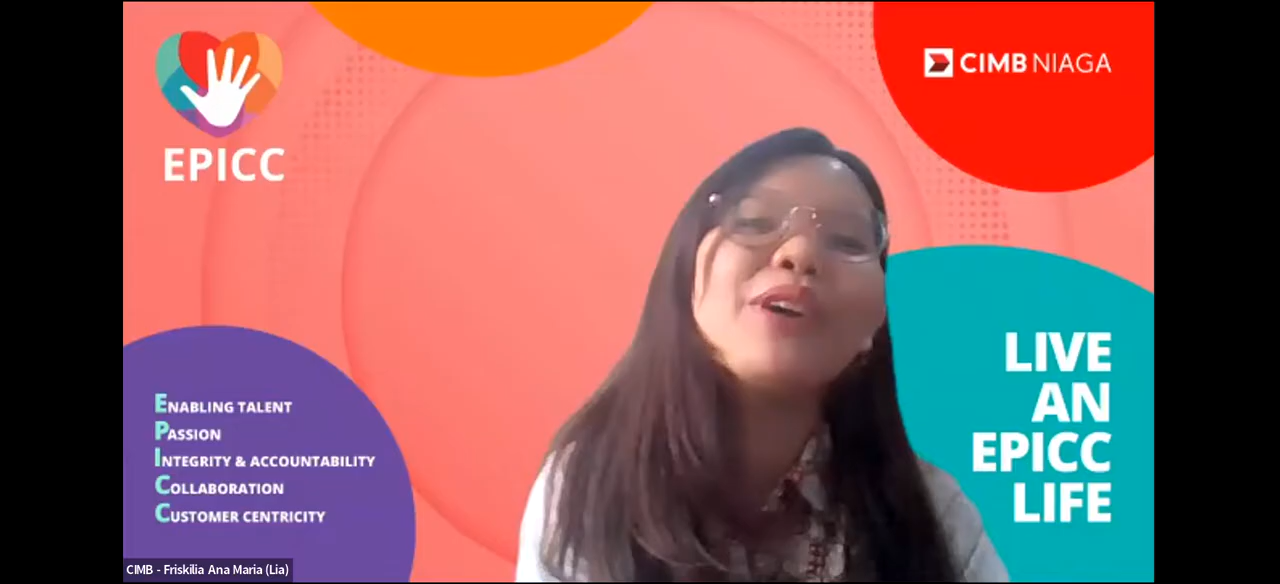 EPICC
CIMB NIAGA
ENABLING TALENT
PASSION
INTEGRITY & ACCOUNTABILITY
COLLABORATION
CUSTOMER CENTRICITY
LIVE
AN
EPICC
LIFE
CIMB - Friskilia Ana Maria (Lia)